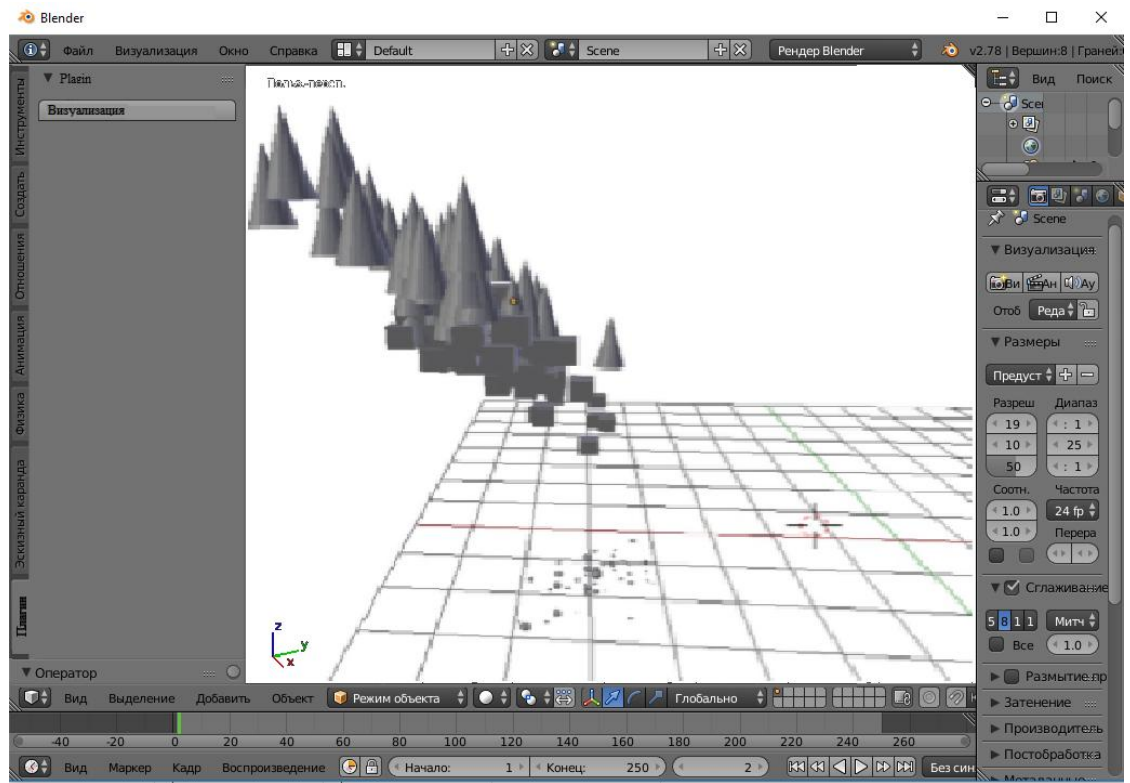 Blender
Файл Визуализация Окно Справка Default Scene Рендер Blender v2.78 | Вершин:8 | Граней:
Plagin
Визуализация
Инструменты
Создать
Отношения
Анимация
Физика
Эскизный каранда
Плагин
Оператор
Вид Поиск
Scene
Визуализация
Ви Ан Ау
Отоб Реда
Размеры
Предуст
Разреш Диапаз
19 : 1
10 25
50 : 1
Соотн. Частота
1.0 24 fp
1.0 Перера
Сглаживание
5 8 1 1 Митч
Все 1.0
Размытие пр
Затенение
Производитель
Постобработка
Метаданные
z
y
x
Вид Выделение Добавить Объект Режим объекта Глобально
-40 -20 0 20 40 60 80 100 120 140 160 180 200 220 240 260
Вид Маркер Кадр Воспроизведение Начало: 1 Конец: 250 2 Без син